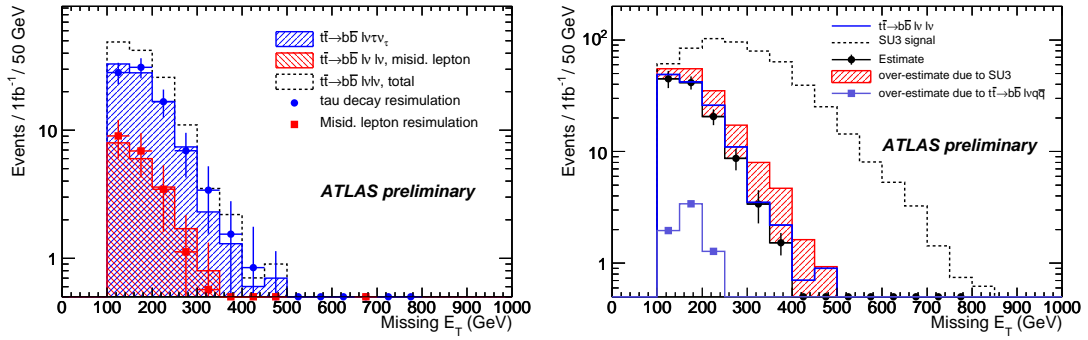 Events / 1fb⁻¹ / 50 GeV
10
1
tt̄→bb̄ lντν_τ
tt̄→bb̄ lν lν, misid. lepton
tt̄→bb̄ lνlν, total
tau decay resimulation
Misid. lepton resimulation
ATLAS preliminary
0 100 200 300 400 500 600 700 800 900 1000
Missing E_T (GeV)
Events / 1fb⁻¹ / 50 GeV
10²
10
1
tt̄→bb̄ lν lν
SU3 signal
Estimate
over-estimate due to SU3
over-estimate due to tt̄→bb̄ lνqq̄
ATLAS preliminary
0 100 200 300 400 500 600 700 800 900 1000
Missing E_T (GeV)